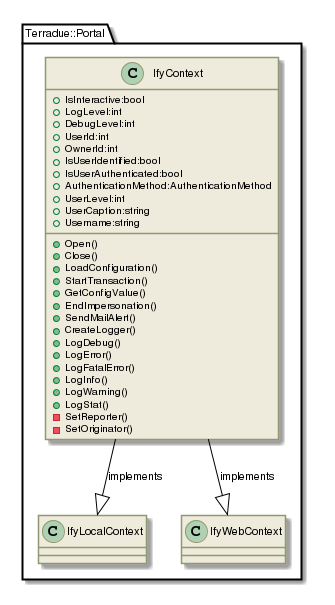 Terradue::Portal
C IfyContext
IsInteractive:bool
LogLevel:int
DebugLevel:int
UserId:int
OwnerId:int
IsUserIdentified:bool
IsUserAuthenticated:bool
AuthenticationMethod:AuthenticationMethod
UserLevel:int
UserCaption:string
Username:string
Open()
Close()
LoadConfiguration()
StartTransaction()
GetConfigValue()
EndImpersonation()
SendMailAlert()
CreateLogger()
LogDebug()
LogError()
LogFatalError()
LogInfo()
LogWarning()
LogStat()
SetReporter()
SetOriginator()
implements implements
C IfyLocalContext C IfyWebContext